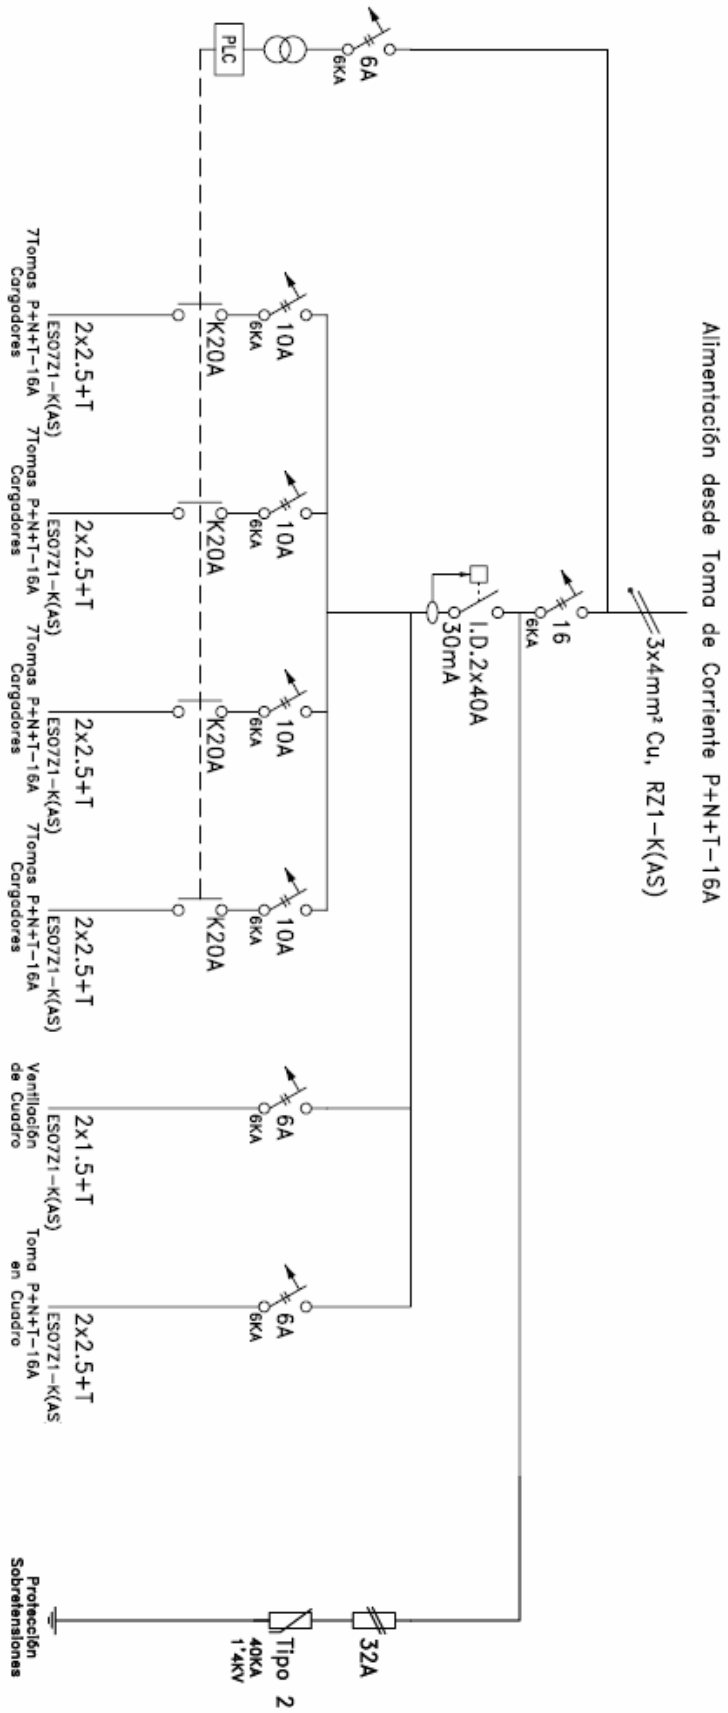 Alimentación desde Toma de Corriente P+N+T-16A
3x4mm² Cu, RZ1-K(AS)
6A
6KA
PLC
16
6KA
I.D.2x40A
30mA
10A
6KA
K20A
2x2.5+T
ES07Z1-K(AS)
7Tomas P+N+T-16A
Cargadores
10A
6KA
K20A
2x2.5+T
ES07Z1-K(AS)
7Tomas P+N+T-16A
Cargadores
10A
6KA
K20A
2x2.5+T
ES07Z1-K(AS)
7Tomas P+N+T-16A
Cargadores
10A
6KA
K20A
2x2.5+T
ES07Z1-K(AS)
7Tomas P+N+T-16A
Cargadores
6A
6KA
2x1.5+T
ES07Z1-K(AS)
Ventilación
de Cuadro
6A
6KA
2x2.5+T
ES07Z1-K(AS
Toma P+N+T-16A
en Cuadro
32A
Tipo 2
40KA
1'4KV
Protección
Sobretensiones